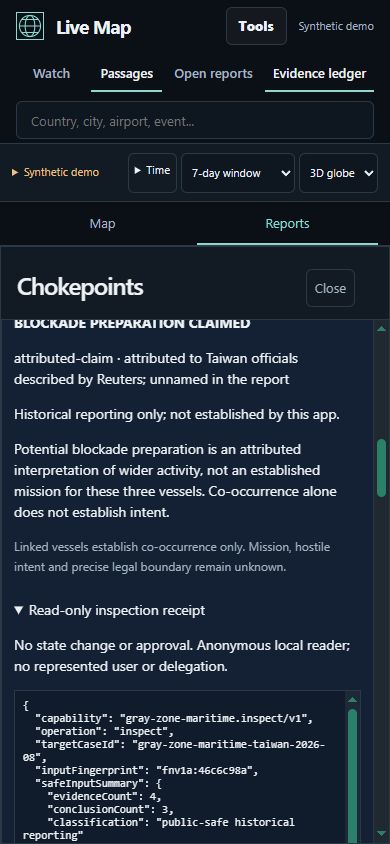 Live Map
Tools
Synthetic demo
Watch
Passages
Open reports
Evidence ledger
Country, city, airport, event...
▶ Synthetic demo
▶ Time
7-day window
3D globe
Map
Reports
Chokepoints
Close
BLOCKADE PREPARATION CLAIMED
attributed-claim · attributed to Taiwan officials
described by Reuters; unnamed in the report
Historical reporting only; not established by this app.
Potential blockade preparation is an attributed
interpretation of wider activity, not an established
mission for these three vessels. Co-occurrence alone
does not establish intent.
Linked vessels establish co-occurrence only. Mission, hostile
intent and precise legal boundary remain unknown.
▼ Read-only inspection receipt
No state change or approval. Anonymous local reader;
no represented user or delegation.
{
"capability": "gray-zone-maritime.inspect/v1",
"operation": "inspect",
"targetCaseId": "gray-zone-maritime-taiwan-2026-
08",
"inputFingerprint": "fnv1a:46c6c98a",
"safeInputSummary": {
"evidenceCount": 4,
"conclusionCount": 3,
"classification": "public-safe historical
reporting"